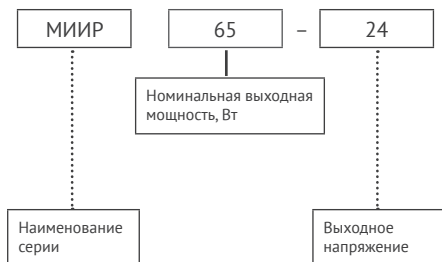 МИИР 65 – 24
Номинальная выходная
мощность, Вт
Наименование
серии
Выходное
напряжение